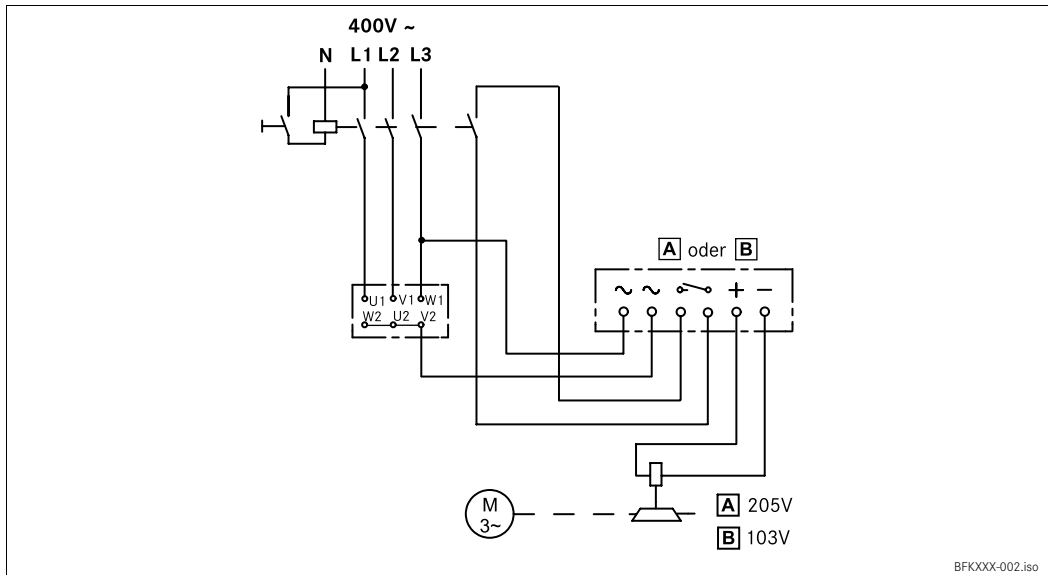 400V ~
N L1 L2 L3
A oder B
~ ~ + −
U1 V1 W1
W2 U2 V2
M
3~
A 205V
B 103V
BFKXXX-002.iso